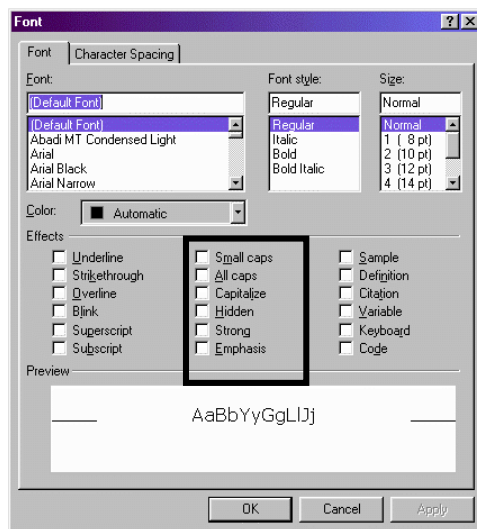 Font
Font
Character Spacing
Font:
Font style:
Size:
(Default Font)
Regular
Normal
(Default Font)
Abadi MT Condensed Light
Arial
Arial Black
Arial Narrow
Regular
Italic
Bold
Bold Italic
Normal
1 ( 8 pt)
2 (10 pt)
3 (12 pt)
4 (14 pt)
Color:
Automatic
Effects
Underline
Strikethrough
Overline
Blink
Superscript
Subscript
Small caps
All caps
Capitalize
Hidden
Strong
Emphasis
Sample
Definition
Citation
Variable
Keyboard
Code
Preview
AaBbYyGgLlJj
OK
Cancel
Apply